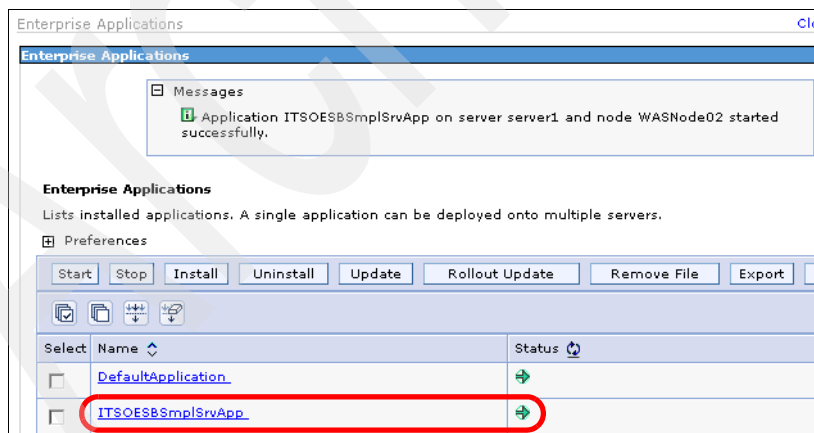 Enterprise Applications
Enterprise Applications
Messages
Application ITSOESBSmplSrvApp on server server1 and node WASNode02 started
successfully.
Enterprise Applications
Lists installed applications. A single application can be deployed onto multiple servers.
Preferences
Start Stop Install Uninstall Update Rollout Update Remove File Export
Select Name Status
DefaultApplication
ITSOESBSmplSrvApp